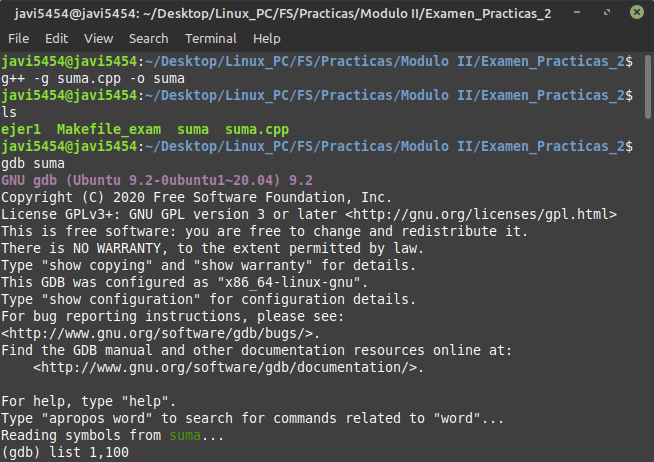 javi5454@javi5454: ~/Desktop/Linux_PC/FS/Practicas/Modulo II/Examen_Practicas_2
File Edit View Search Terminal Help
javi5454@javi5454:~/Desktop/Linux_PC/FS/Practicas/Modulo II/Examen_Practicas_2$
g++ -g suma.cpp -o suma
javi5454@javi5454:~/Desktop/Linux_PC/FS/Practicas/Modulo II/Examen_Practicas_2$
ls
ejer1  Makefile_exam  suma  suma.cpp
javi5454@javi5454:~/Desktop/Linux_PC/FS/Practicas/Modulo II/Examen_Practicas_2$
gdb suma
GNU gdb (Ubuntu 9.2-0ubuntu1~20.04) 9.2
Copyright (C) 2020 Free Software Foundation, Inc.
License GPLv3+: GNU GPL version 3 or later <http://gnu.org/licenses/gpl.html>
This is free software: you are free to change and redistribute it.
There is NO WARRANTY, to the extent permitted by law.
Type "show copying" and "show warranty" for details.
This GDB was configured as "x86_64-linux-gnu".
Type "show configuration" for configuration details.
For bug reporting instructions, please see:
<http://www.gnu.org/software/gdb/bugs/>.
Find the GDB manual and other documentation resources online at:
    <http://www.gnu.org/software/gdb/documentation/>.
For help, type "help".
Type "apropos word" to search for commands related to "word"...
Reading symbols from suma...
(gdb) list 1,100